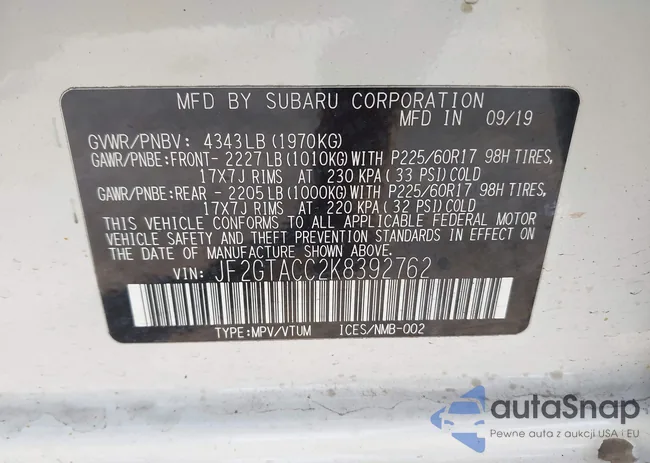 MFD BY SUBARU CORPORATION
MFD IN 09/19
GVWR/PNBV: 4343LB (1970KG)
GAWR/PNBE:FRONT- 2227LB (1010KG) WITH P225/60R17 98H TIRES,
17X7J RIMS AT 230 KPA (33 PSI) COLD
GAWR/PNBE:REAR - 2205LB (1000KG) WITH P225/60R17 98H TIRES,
17X7J RIMS AT 220 KPA (32 PSI) COLD
THIS VEHICLE CONFORMS TO ALL APPLICABLE FEDERAL MOTOR
VEHICLE SAFETY AND THEFT PREVENTION STANDARDS IN EFFECT
ON THE DATE OF MANUFACTURE SHOWN ABOVE.
VIN: JF2GTACC2K8392762
TYPE:MPV/VTUM ICES/NMB-002
autaSnap
Pewne auta z aukcji USA i EU